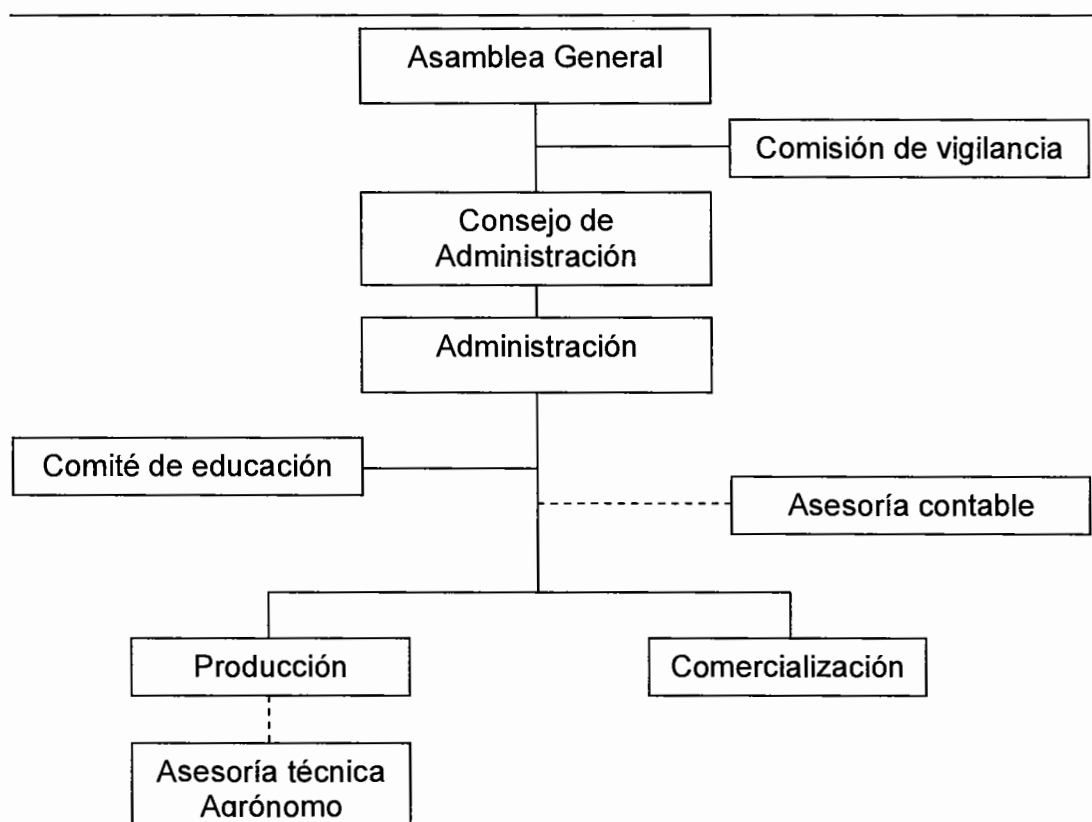 Asamblea General
Comisión de vigilancia
Consejo de
Administración
Administración
Comité de educación
Asesoría contable
Producción
Comercialización
Asesoría técnica
Agrónomo